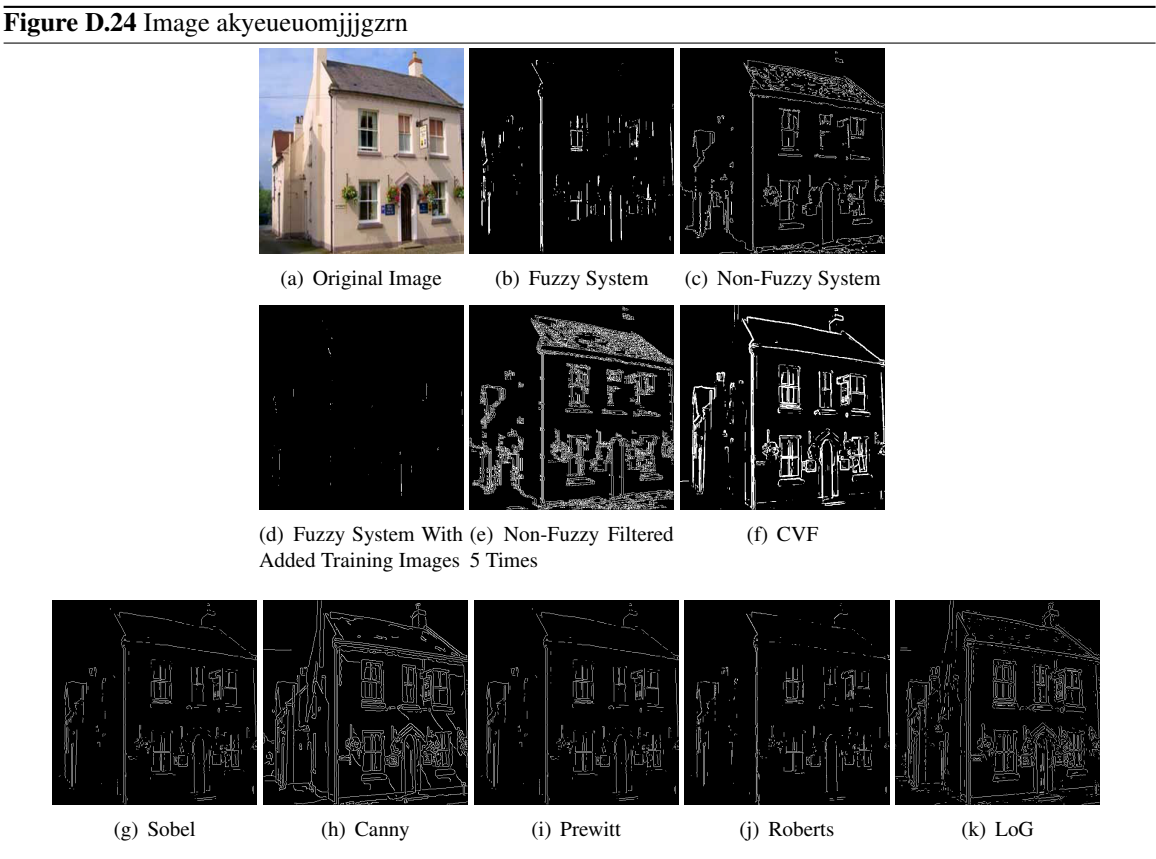 Figure D.24 Image akyeueuomjjjgzrn
(a) Original Image
(b) Fuzzy System
(c) Non-Fuzzy System
(d) Fuzzy System With
Added Training Images
(e) Non-Fuzzy Filtered
5 Times
(f) CVF
(g) Sobel
(h) Canny
(i) Prewitt
(j) Roberts
(k) LoG